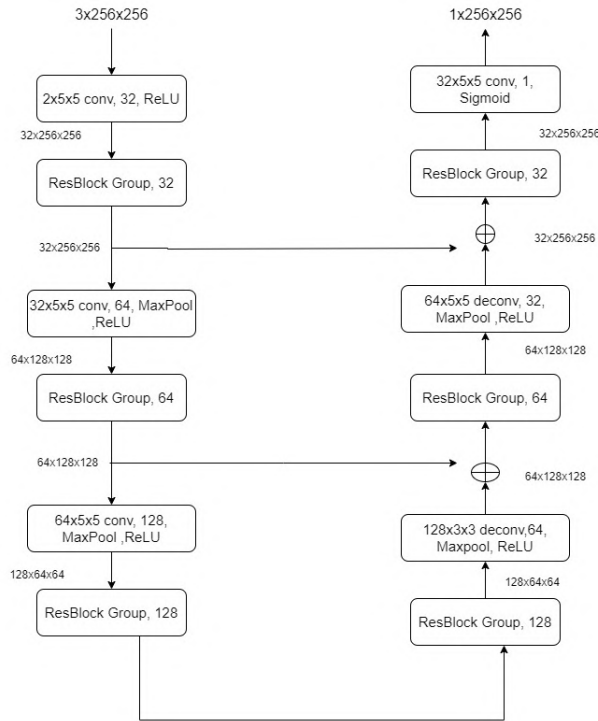 3x256x256
2x5x5 conv, 32, ReLU
32x256x256
ResBlock Group, 32
32x256x256
32x5x5 conv, 64, MaxPool
,ReLU
64x128x128
ResBlock Group, 64
64x128x128
64x5x5 conv, 128,
MaxPool ,ReLU
128x64x64
ResBlock Group, 128
1x256x256
32x5x5 conv, 1,
Sigmoid
32x256x256
ResBlock Group, 32
32x256x256
64x5x5 deconv, 32,
MaxPool ,ReLU
64x128x128
ResBlock Group, 64
64x128x128
128x3x3 deconv,64,
Maxpool, ReLU
128x64x64
ResBlock Group, 128